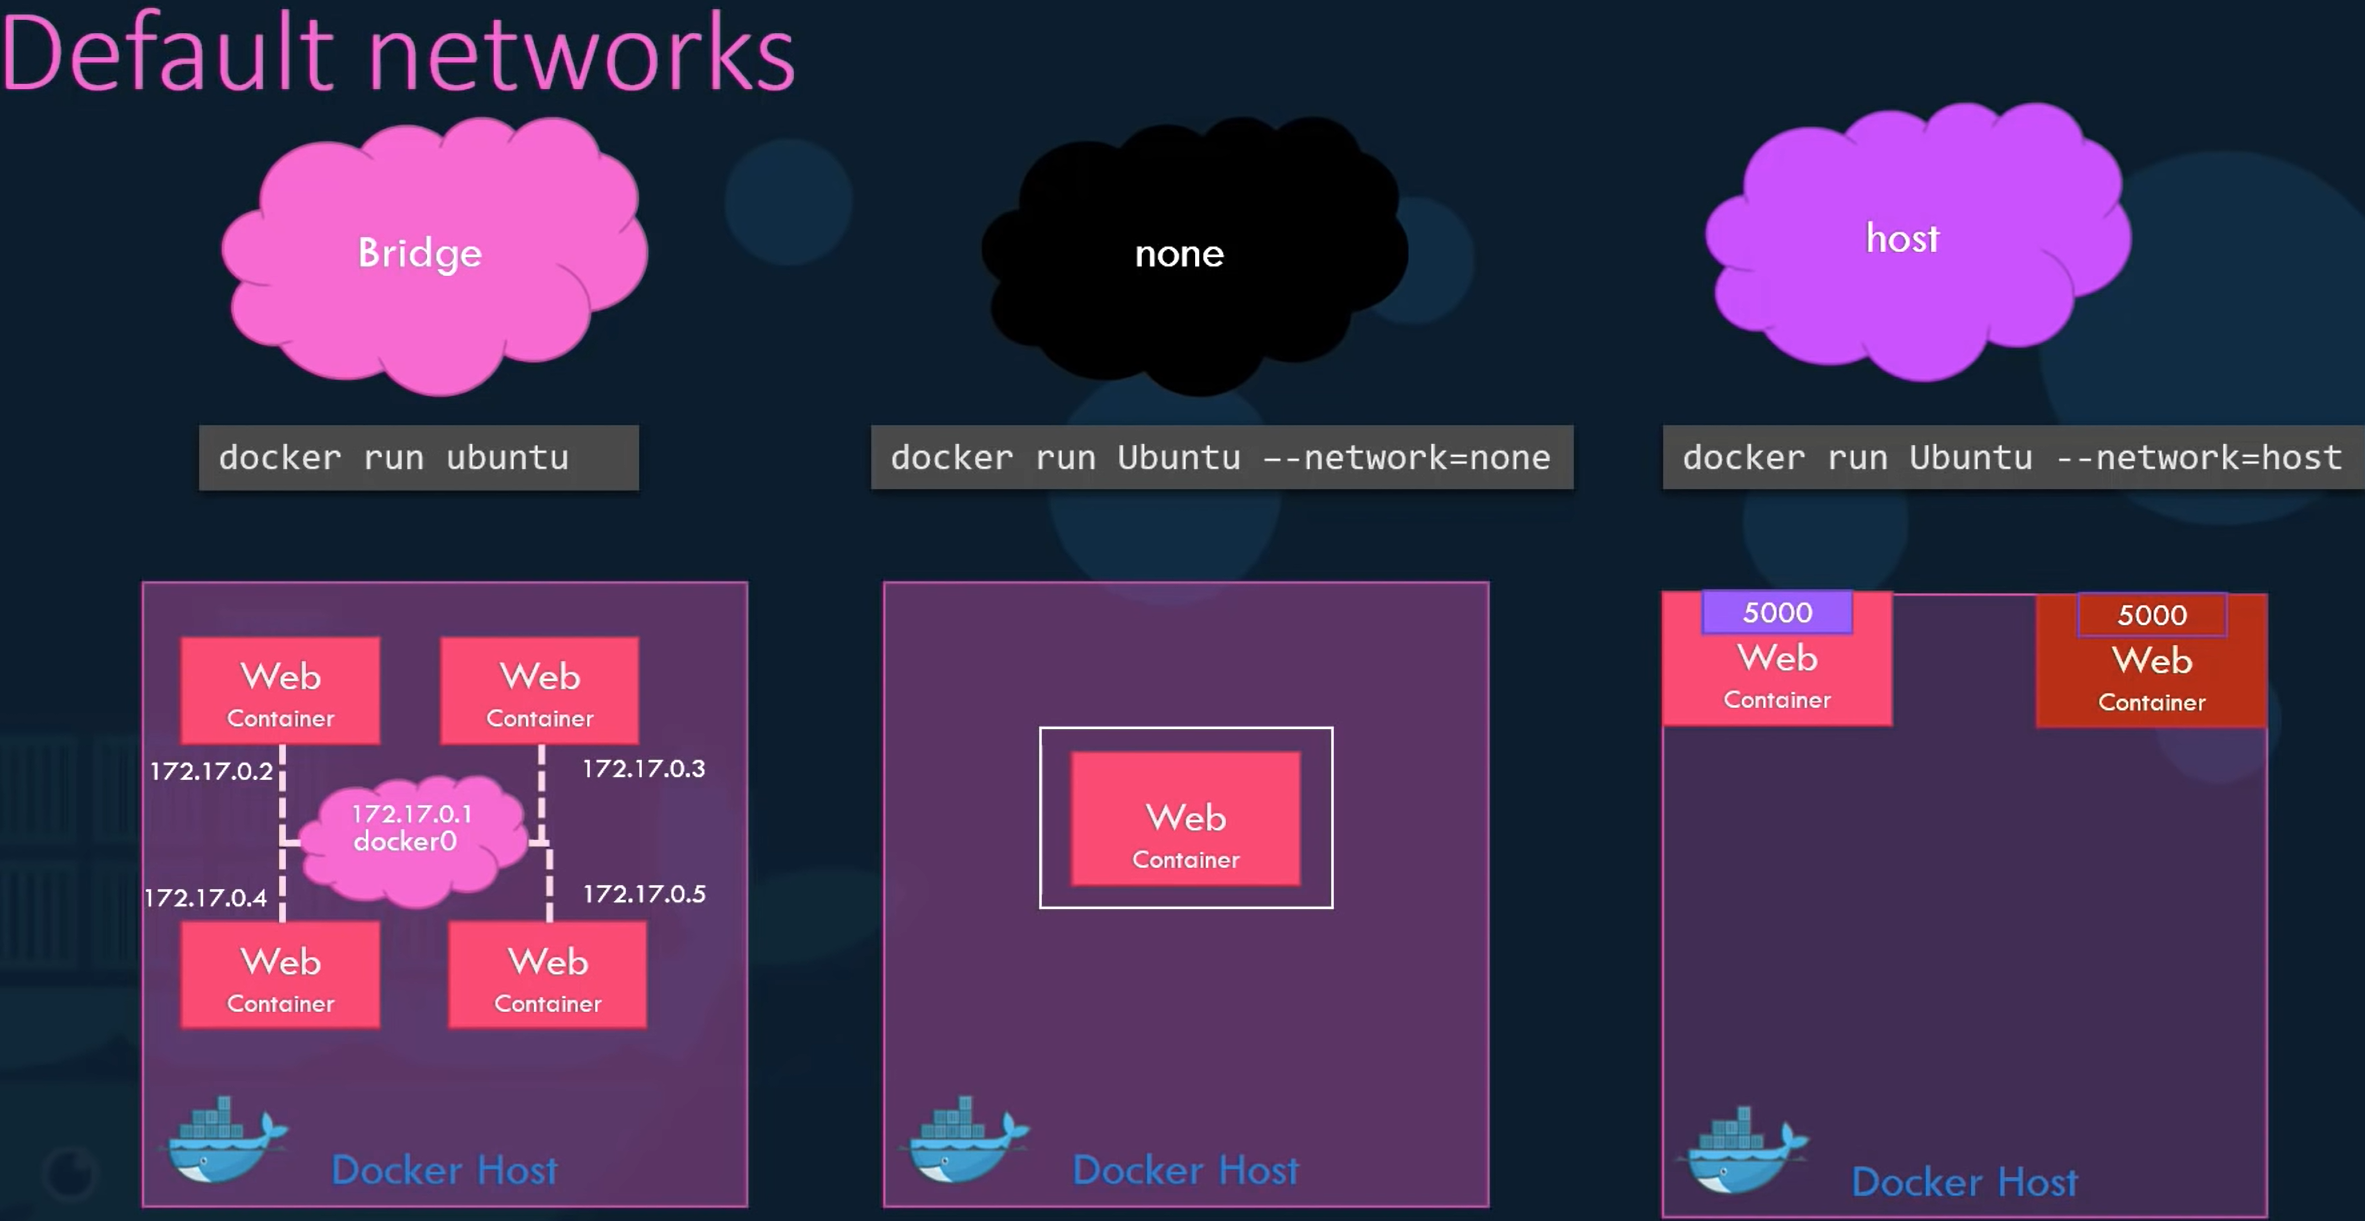 Default networks
Bridge
none
host
docker run ubuntu
docker run Ubuntu --network=none
docker run Ubuntu --network=host
Web
Container
Web
Container
172.17.0.2
172.17.0.3
172.17.0.1
docker0
172.17.0.4
172.17.0.5
Web
Container
Web
Container
Docker Host
Web
Container
Docker Host
5000
Web
Container
5000
Web
Container
Docker Host